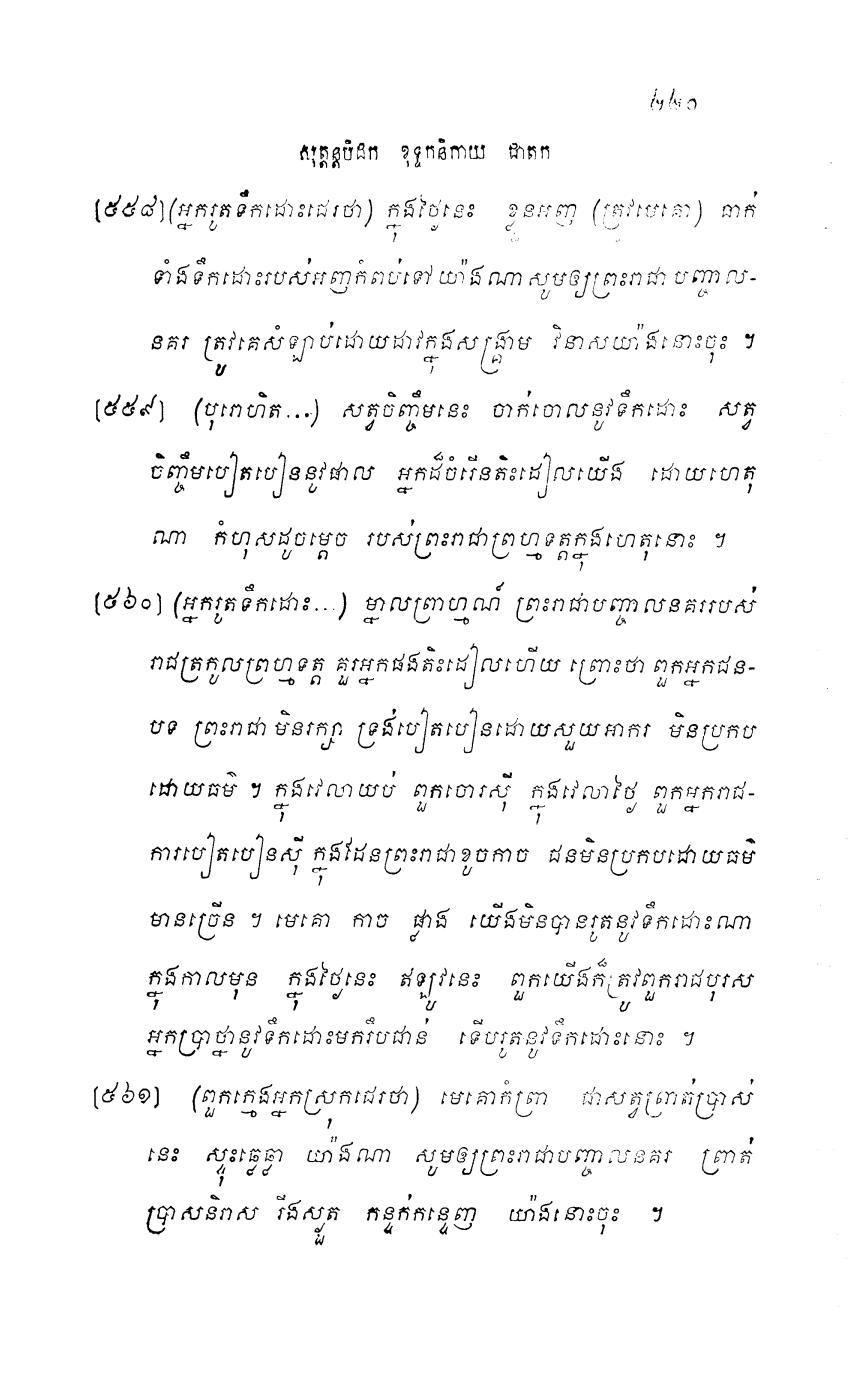 សុត្តន្តបិដក ខុទ្ទកនិកាយ ជាតក
[៥៥៨] (អ្នករូតទឹកដោះជេរថា) ក្នុងថ្ងៃនេះ ខ្លួនអញ (ត្រូវមេគោ) ធាក់
ទាំងទឹកដោះរបស់អញកំពប់ទៅ យ៉ាងណា សូមឲ្យព្រះរាជា បញ្ចាល-
នគរ ត្រូវគេសំឡាប់ដោយដាវក្នុងសង្គ្រាម វិនាសយ៉ាងនោះចុះ ។
[៥៥៩] (បុរោហិត...) សត្វចិញ្ចឹមនេះ ចាក់ចោលនូវទឹកដោះ សត្វ
ចិញ្ចឹមបៀតបៀននូវផាល អ្នកដ៏ចំរើនតិះដៀលយើង ដោយហេតុ
ណា កំហុសដូចម្តេច របស់ព្រះរាជាព្រហ្មទត្តក្នុងហេតុនោះ ។
[៥៦០] (អ្នករូតទឹកដោះ...) ម្នាលព្រាហ្មណ៍ ព្រះរាជាបញ្ចាលនគររបស់
រាជត្រកូលព្រហ្មទត្ត គួរអ្នកផងតិះដៀលហើយ ព្រោះថា ពួកអ្នកជន-
បទ ព្រះរាជា មិនរក្សា ទ្រង់បៀតបៀនដោយសួយអាករ មិនប្រកប
ដោយធម៌ ។ ក្នុងវេលាយប់ ពួកចោរស៊ី ក្នុងវេលាថ្ងៃ ពួកអ្នករាជ-
ការបៀតបៀនស៊ី ក្នុងដែនព្រះរាជាខូចកាច ជនមិនប្រកបដោយធម៌
មានច្រើន ។ មេគោ កាច ផ្លាង យើងមិនបានរូតនូវទឹកដោះណា
ក្នុងកាលមុន ក្នុងថ្ងៃនេះ ឥឡូវនេះ ពួកយើងក៏ត្រូវពួករាជបុរស
អ្នកប្រាថ្នានូវទឹកដោះមករឹបជាន់ ទើបរូតនូវទឹកដោះនោះ ។
[៥៦១] (ពួកក្មេងអ្នកស្រុកជេរថា) មេគោកំព្រា ជាសត្វព្រាត់ប្រាស់
នេះ ស្ទុះធ្វេធ្វា យ៉ាងណា សូមឲ្យព្រះរាជាបញ្ចាលនគរ ព្រាត់
ប្រាសនិរាស រីងស្ងួត កន្ទក់កន្ទេញ យ៉ាងនោះចុះ ។